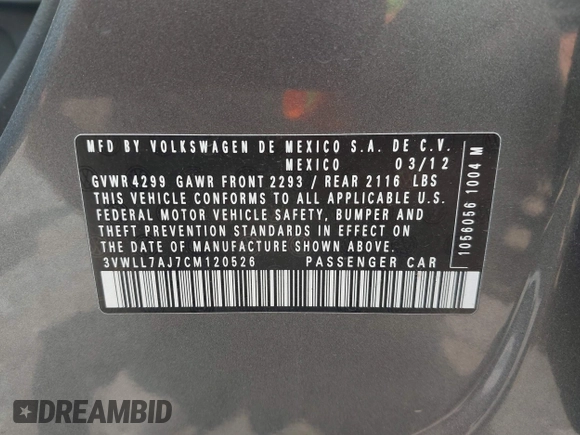 MFD BY VOLKSWAGEN DE MEXICO S.A. DE C.V.
MEXICO 03/12
GVWR 4299 GAWR FRONT 2293 / REAR 2116 LBS
THIS VEHICLE CONFORMS TO ALL APPLICABLE U.S.
FEDERAL MOTOR VEHICLE SAFETY, BUMPER AND
THEFT PREVENTION STANDARDS IN EFFECT ON
THE DATE OF MANUFACTURE SHOWN ABOVE.
3VWLL7AJ7CM120526 PASSENGER CAR
1056056 1004 M
DREAMBID